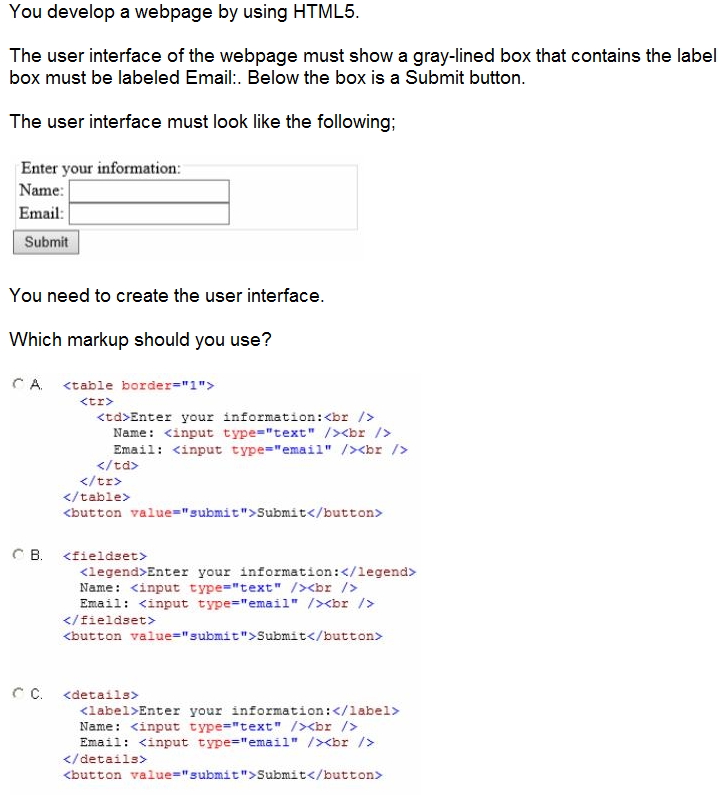 You develop a webpage by using HTML5.
The user interface of the webpage must show a gray-lined box that contains the label
box must be labeled Email:. Below the box is a Submit button.
The user interface must look like the following;
Enter your information:
Name:
Email:
Submit
You need to create the user interface.
Which markup should you use?
A. <table border="1">
<tr>
<td>Enter your information:<br />
Name: <input type="text" /><br />
Email: <input type="email" /><br />
</td>
</tr>
</table>
<button value="submit">Submit</button>
B. <fieldset>
<legend>Enter your information:</legend>
Name: <input type="text" /><br />
Email: <input type="email" /><br />
</fieldset>
<button value="submit">Submit</button>
C. <details>
<label>Enter your information:</label>
Name: <input type="text" /><br />
Email: <input type="email" /><br />
</details>
<button value="submit">Submit</button>